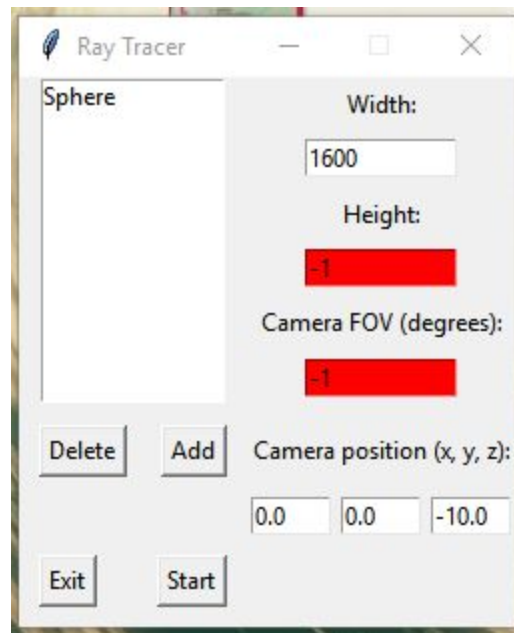 Ray Tracer
Sphere
Width:
1600
Height:
-1
Camera FOV (degrees):
-1
Delete
Add
Camera position (x, y, z):
0.0
0.0
-10.0
Exit
Start